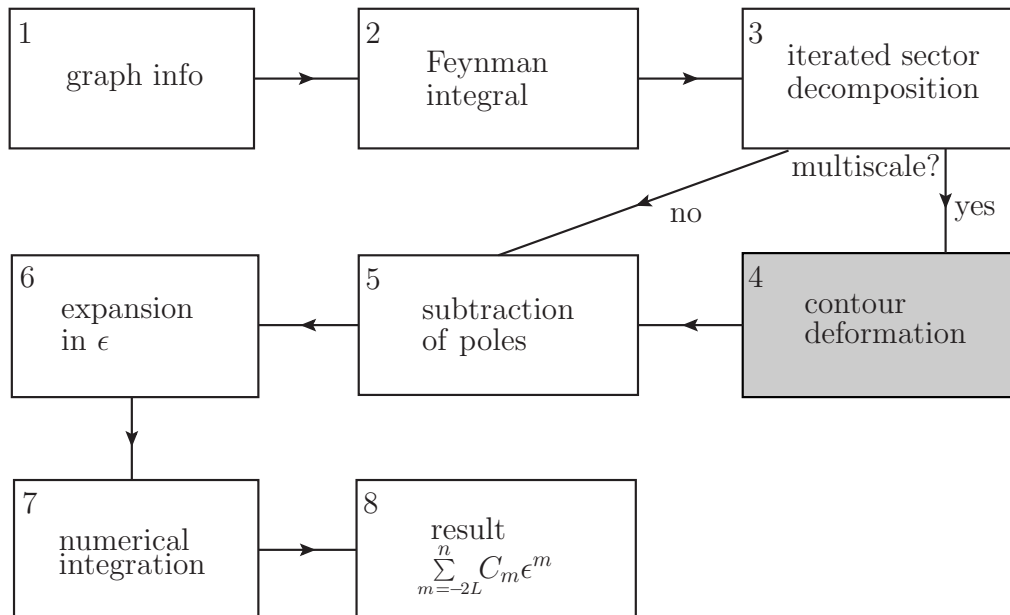 1
graph info
2
Feynman
integral
3
iterated sector
decomposition
multiscale?
no
yes
4
contour
deformation
5
subtraction
of poles
6
expansion
in ϵ
7
numerical
integration
8
result
n
∑ C_m ϵ^m
m=-2L